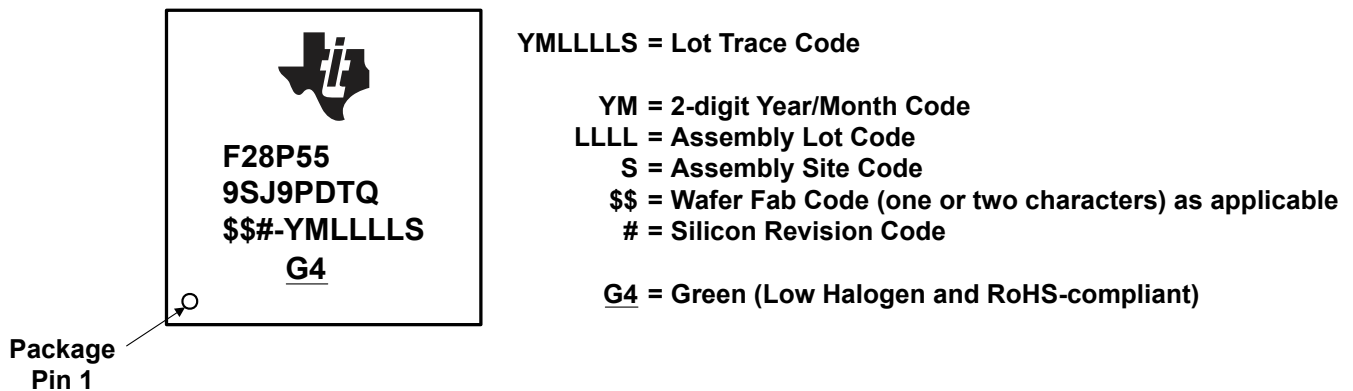 F28P55
9SJ9PDTQ
$$#-YMLLLLS
G4
Package
Pin 1
YMLLLLS = Lot Trace Code
YM = 2-digit Year/Month Code
LLLL = Assembly Lot Code
S = Assembly Site Code
$$ = Wafer Fab Code (one or two characters) as applicable
# = Silicon Revision Code
G4 = Green (Low Halogen and RoHS-compliant)